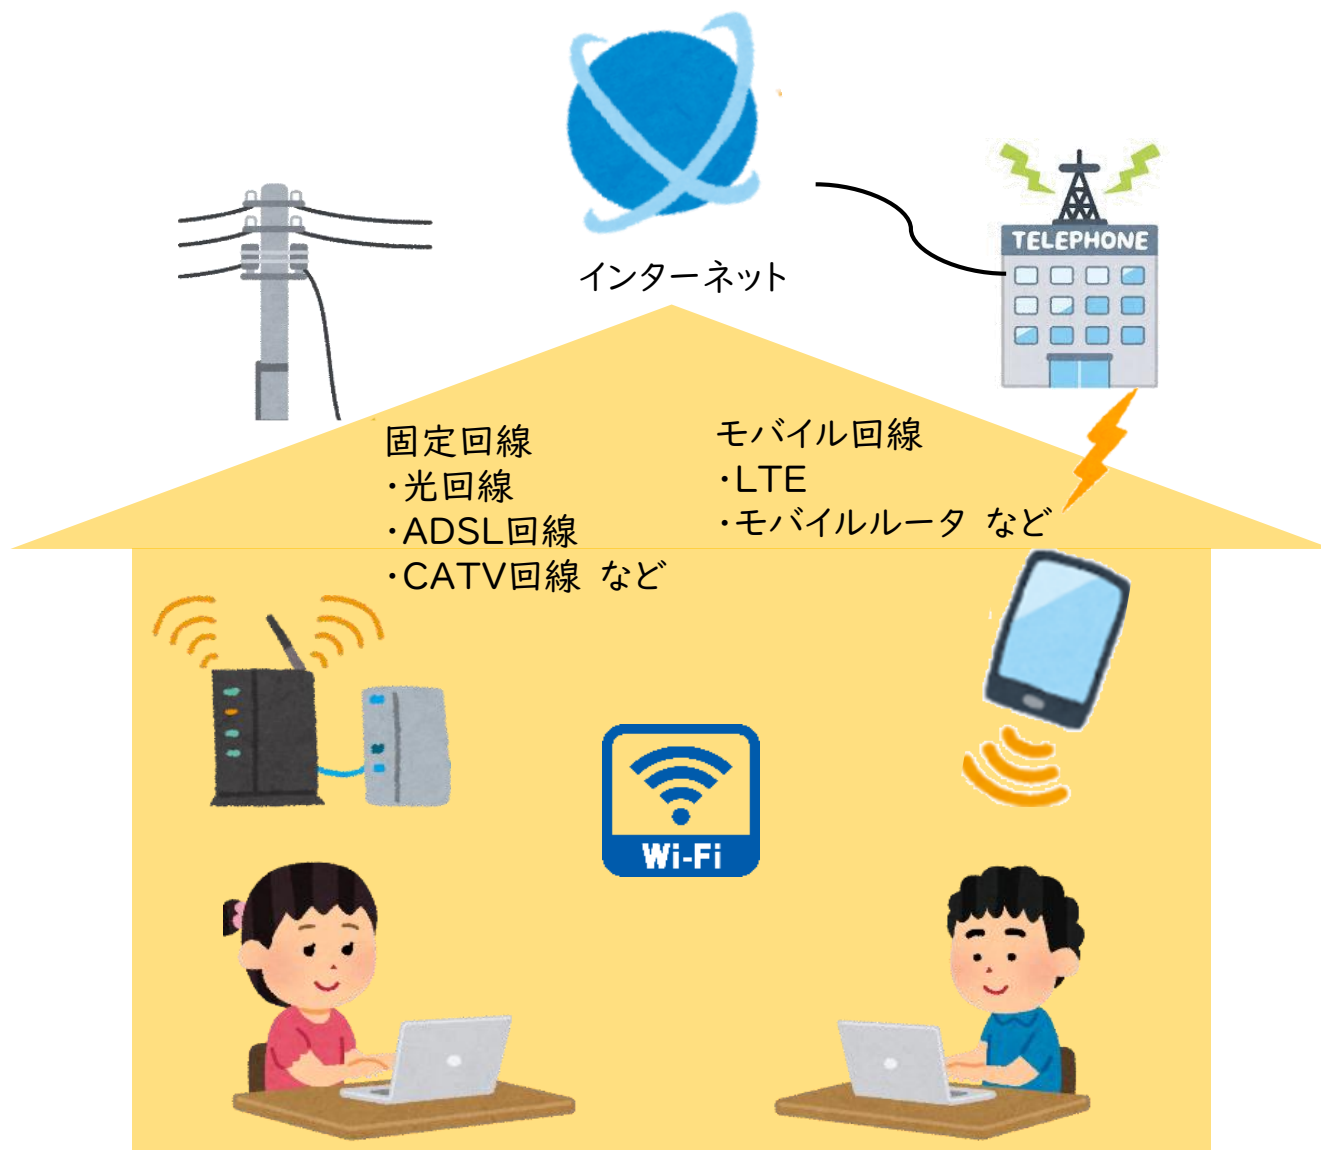 TELEPHONE
インターネット
固定回線
・光回線
・ADSL回線
・CATV回線 など
モバイル回線
・LTE
・モバイルルータ など
Wi-Fi